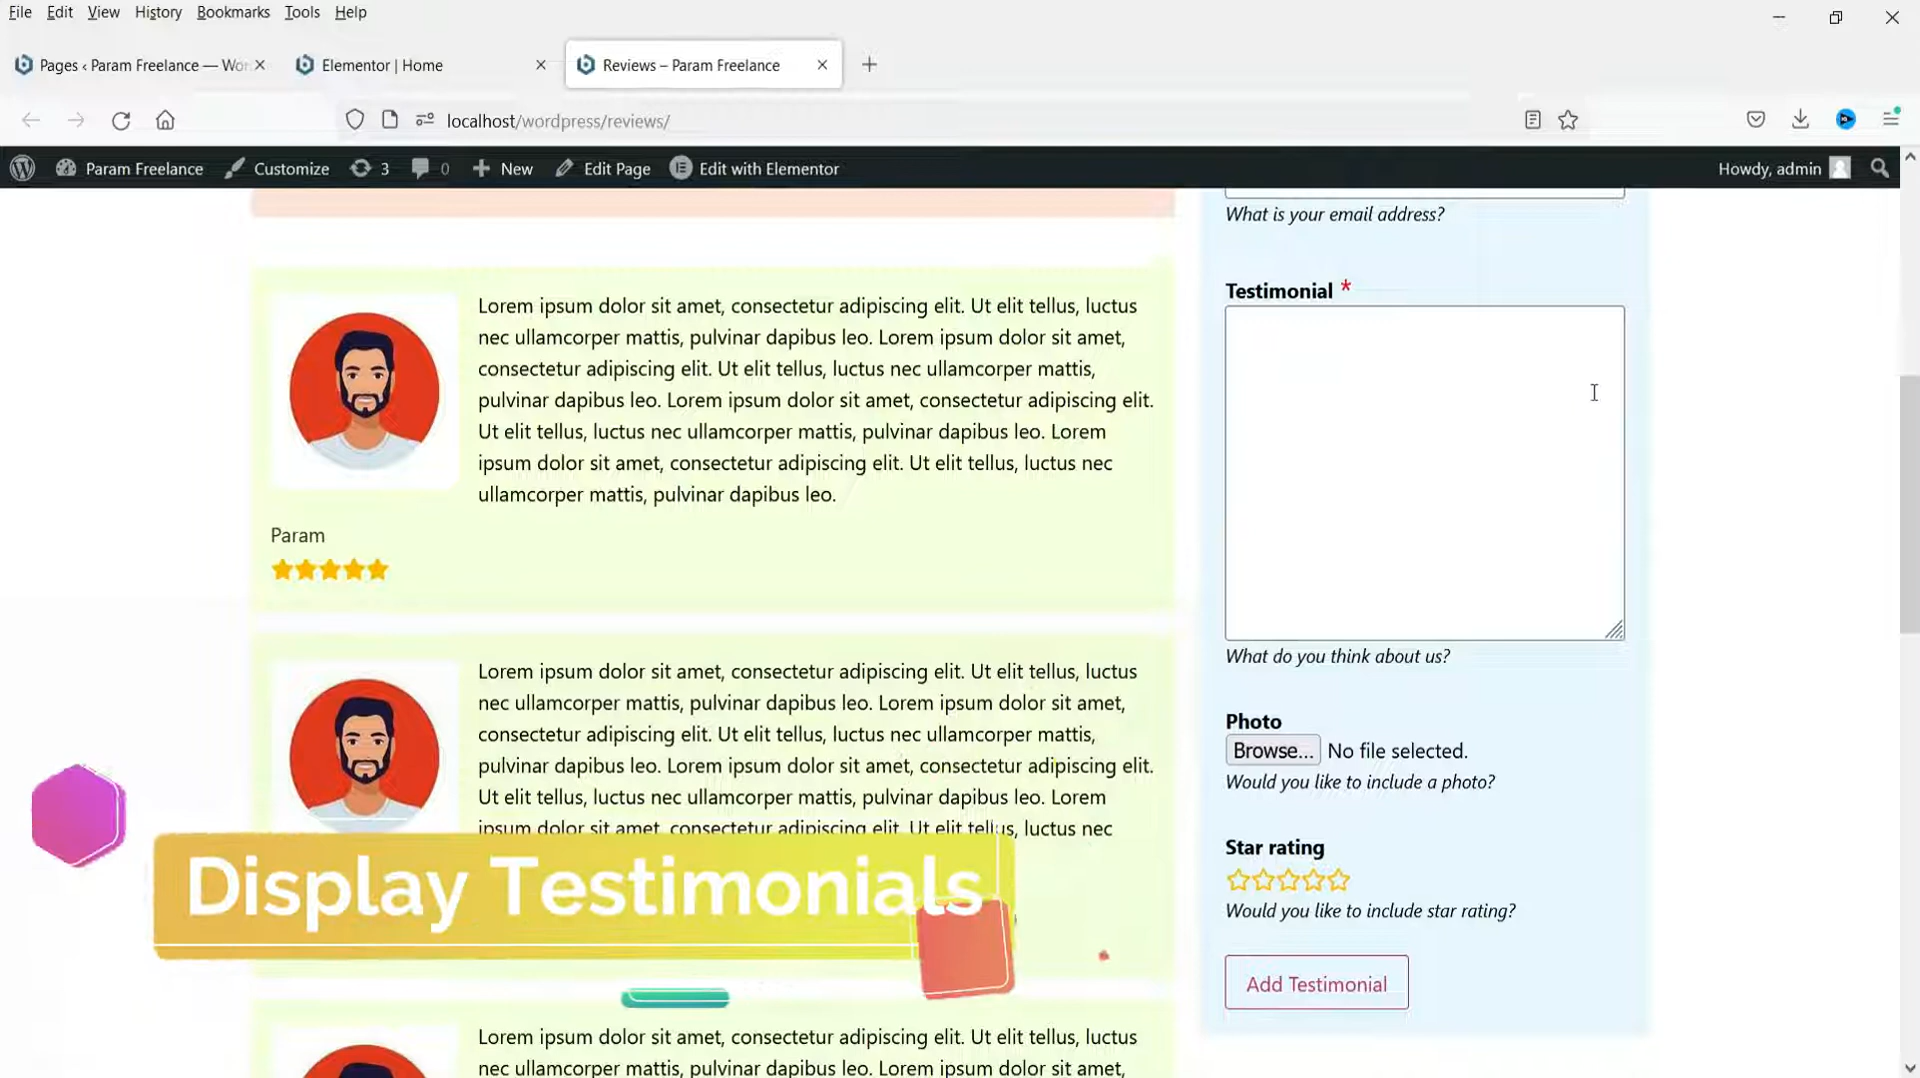 File Edit View History Bookmarks Tools Help
Pages ‹ Param Freelance — Wor
Elementor | Home
Reviews – Param Freelance
localhost/wordpress/reviews/
Param Freelance Customize 3 0 New Edit Page Edit with Elementor Howdy, admin
Lorem ipsum dolor sit amet, consectetur adipiscing elit. Ut elit tellus, luctus
nec ullamcorper mattis, pulvinar dapibus leo. Lorem ipsum dolor sit amet,
consectetur adipiscing elit. Ut elit tellus, luctus nec ullamcorper mattis,
pulvinar dapibus leo. Lorem ipsum dolor sit amet, consectetur adipiscing elit.
Ut elit tellus, luctus nec ullamcorper mattis, pulvinar dapibus leo. Lorem
ipsum dolor sit amet, consectetur adipiscing elit. Ut elit tellus, luctus nec
ullamcorper mattis, pulvinar dapibus leo.
Param
Lorem ipsum dolor sit amet, consectetur adipiscing elit. Ut elit tellus, luctus
nec ullamcorper mattis, pulvinar dapibus leo. Lorem ipsum dolor sit amet,
consectetur adipiscing elit. Ut elit tellus, luctus nec ullamcorper mattis,
pulvinar dapibus leo. Lorem ipsum dolor sit amet, consectetur adipiscing elit.
Ut elit tellus, luctus nec ullamcorper mattis, pulvinar dapibus leo. Lorem
ipsum dolor sit amet, consectetur adipiscing elit. Ut elit tellus, luctus nec
Display Testimonials
Lorem ipsum dolor sit amet, consectetur adipiscing elit. Ut elit tellus, luctus
nec ullamcorper mattis, pulvinar dapibus leo. Lorem ipsum dolor sit amet,
What is your email address?
Testimonial *
What do you think about us?
Photo
Browse... No file selected.
Would you like to include a photo?
Star rating
Would you like to include star rating?
Add Testimonial